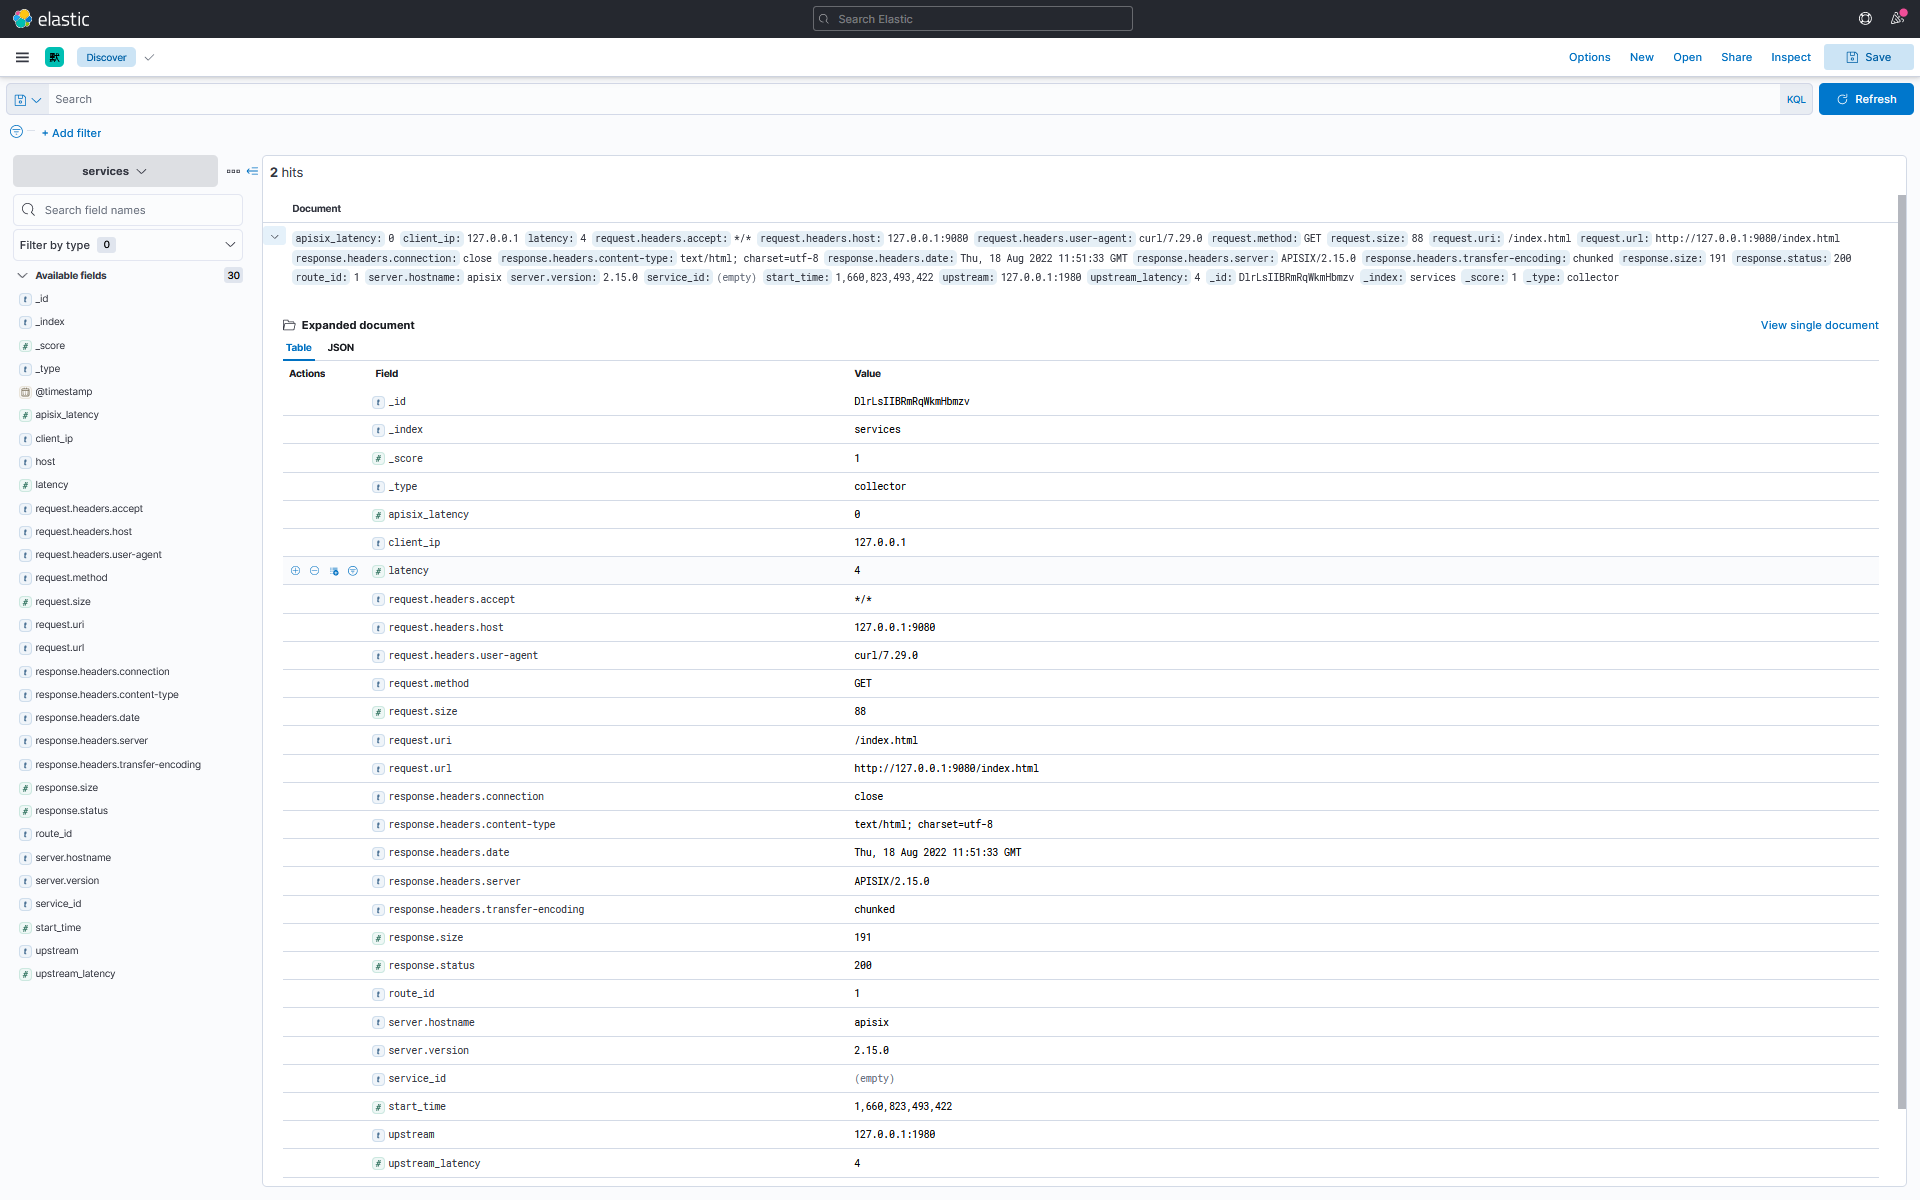 elastic
Search Elastic
默
Discover
Options New Open Share Inspect Save
Search
KQL
Refresh
+ Add filter
services
Search field names
Filter by type 0
Available fields 30
_id
_index
_score
_type
@timestamp
apisix_latency
client_ip
host
latency
request.headers.accept
request.headers.host
request.headers.user-agent
request.method
request.size
request.uri
request.url
response.headers.connection
response.headers.content-type
response.headers.date
response.headers.server
response.headers.transfer-encoding
response.size
response.status
route_id
server.hostname
server.version
service_id
start_time
upstream
upstream_latency
2 hits
Document
apisix_latency: 0 client_ip: 127.0.0.1 latency: 4 request.headers.accept: */* request.headers.host: 127.0.0.1:9080 request.headers.user-agent: curl/7.29.0 request.method: GET request.size: 88 request.uri: /index.html request.url: http://127.0.0.1:9080/index.html
response.headers.connection: close response.headers.content-type: text/html; charset=utf-8 response.headers.date: Thu, 18 Aug 2022 11:51:33 GMT response.headers.server: APISIX/2.15.0 response.headers.transfer-encoding: chunked response.size: 191 response.status: 200
route_id: 1 server.hostname: apisix server.version: 2.15.0 service_id: (empty) start_time: 1,660,823,493,422 upstream: 127.0.0.1:1980 upstream_latency: 4 _id: DlrLsIIBRmRqWkmHbmzv _index: services _score: 1 _type: collector
Expanded document
View single document
Table JSON
Actions Field Value
_id DlrLsIIBRmRqWkmHbmzv
_index services
_score 1
_type collector
apisix_latency 0
client_ip 127.0.0.1
latency 4
request.headers.accept */*
request.headers.host 127.0.0.1:9080
request.headers.user-agent curl/7.29.0
request.method GET
request.size 88
request.uri /index.html
request.url http://127.0.0.1:9080/index.html
response.headers.connection close
response.headers.content-type text/html; charset=utf-8
response.headers.date Thu, 18 Aug 2022 11:51:33 GMT
response.headers.server APISIX/2.15.0
response.headers.transfer-encoding chunked
response.size 191
response.status 200
route_id 1
server.hostname apisix
server.version 2.15.0
service_id (empty)
start_time 1,660,823,493,422
upstream 127.0.0.1:1980
upstream_latency 4